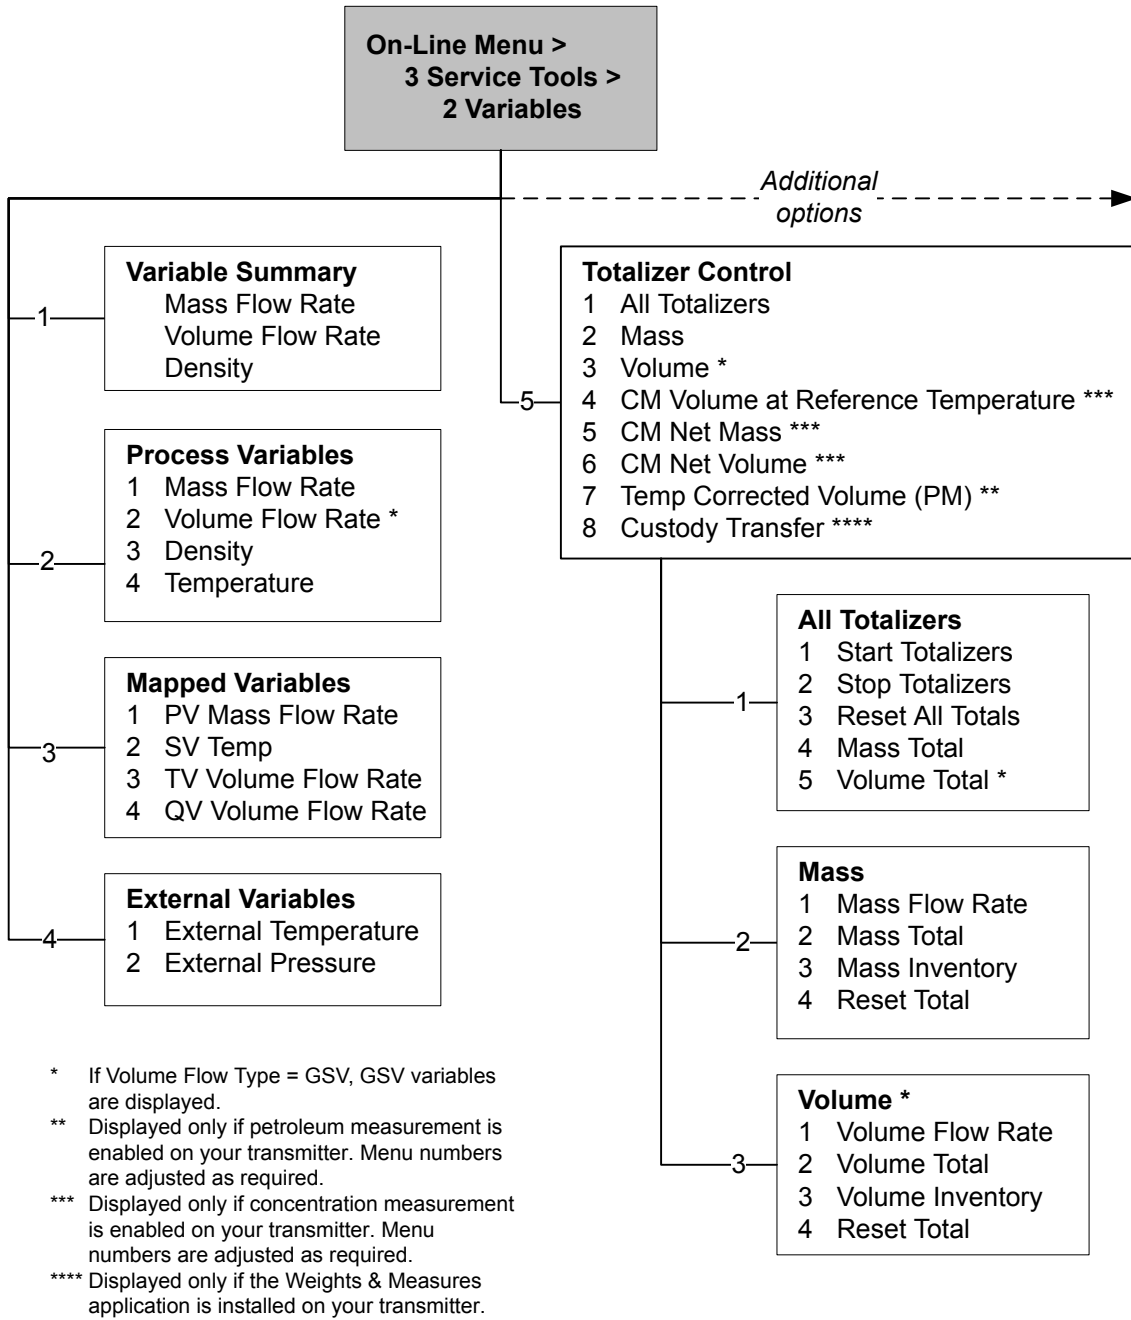 On-Line Menu >
3 Service Tools >
2 Variables
Additional
options
1
Variable Summary
Mass Flow Rate
Volume Flow Rate
Density
2
Process Variables
1 Mass Flow Rate
2 Volume Flow Rate *
3 Density
4 Temperature
3
Mapped Variables
1 PV Mass Flow Rate
2 SV Temp
3 TV Volume Flow Rate
4 QV Volume Flow Rate
4
External Variables
1 External Temperature
2 External Pressure
5
Totalizer Control
1 All Totalizers
2 Mass
3 Volume *
4 CM Volume at Reference Temperature ***
5 CM Net Mass ***
6 CM Net Volume ***
7 Temp Corrected Volume (PM) **
8 Custody Transfer ****
1
All Totalizers
1 Start Totalizers
2 Stop Totalizers
3 Reset All Totals
4 Mass Total
5 Volume Total *
2
Mass
1 Mass Flow Rate
2 Mass Total
3 Mass Inventory
4 Reset Total
3
Volume *
1 Volume Flow Rate
2 Volume Total
3 Volume Inventory
4 Reset Total
* If Volume Flow Type = GSV, GSV variables
are displayed.
** Displayed only if petroleum measurement is
enabled on your transmitter. Menu numbers
are adjusted as required.
*** Displayed only if concentration measurement
is enabled on your transmitter. Menu
numbers are adjusted as required.
**** Displayed only if the Weights & Measures
application is installed on your transmitter.